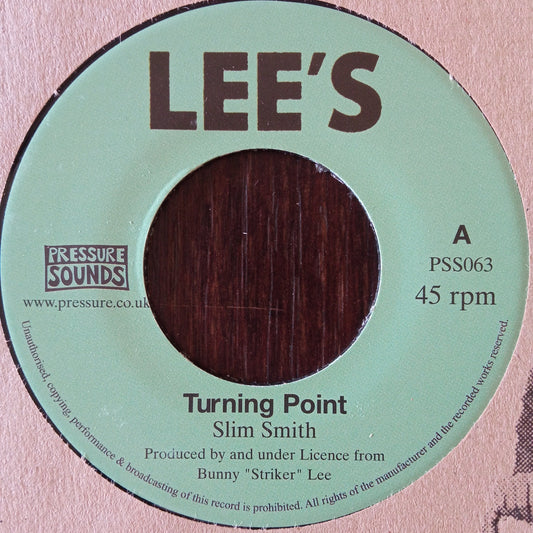 LEE'S
PRESSURE
SOUNDS
www.pressure.co.uk
A
PSS063
45 rpm
Turning Point
Slim Smith
Produced by and under Licence from
Bunny "Striker" Lee
Unauthorised, copying, performance & broadcasting of this record is prohibited. All rights of the manufacturer and the recorded works reserved.